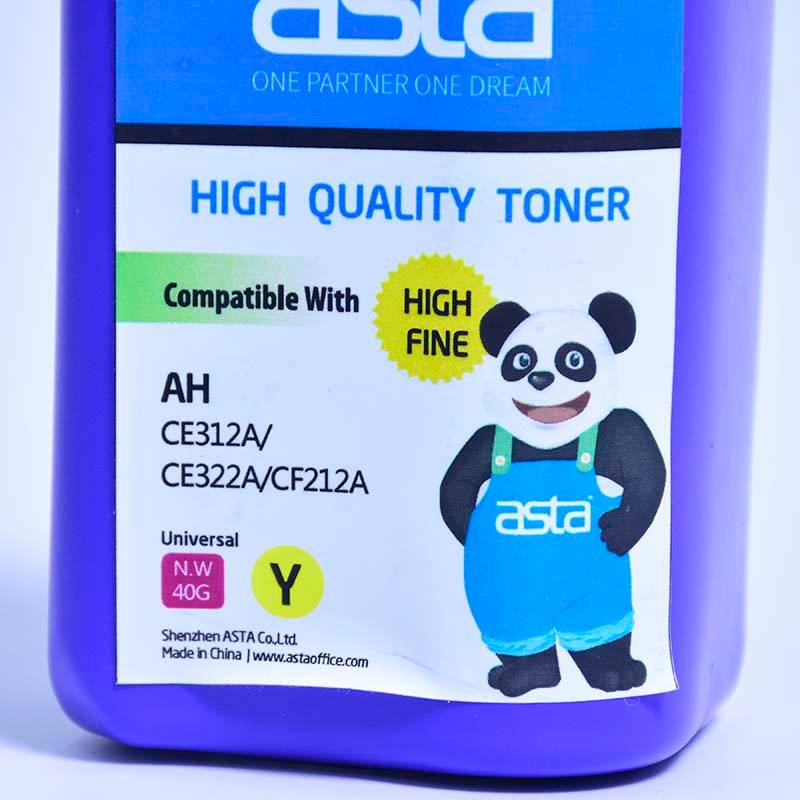 asta
ONE PARTNER ONE DREAM
HIGH QUALITY TONER
Compatible With
HIGH
FINE
AH
CE312A/
CE322A/CF212A
asta
Universal
N.W
40G
Y
Shenzhen ASTA Co.,Ltd.
Made in China | www.astaoffice.com